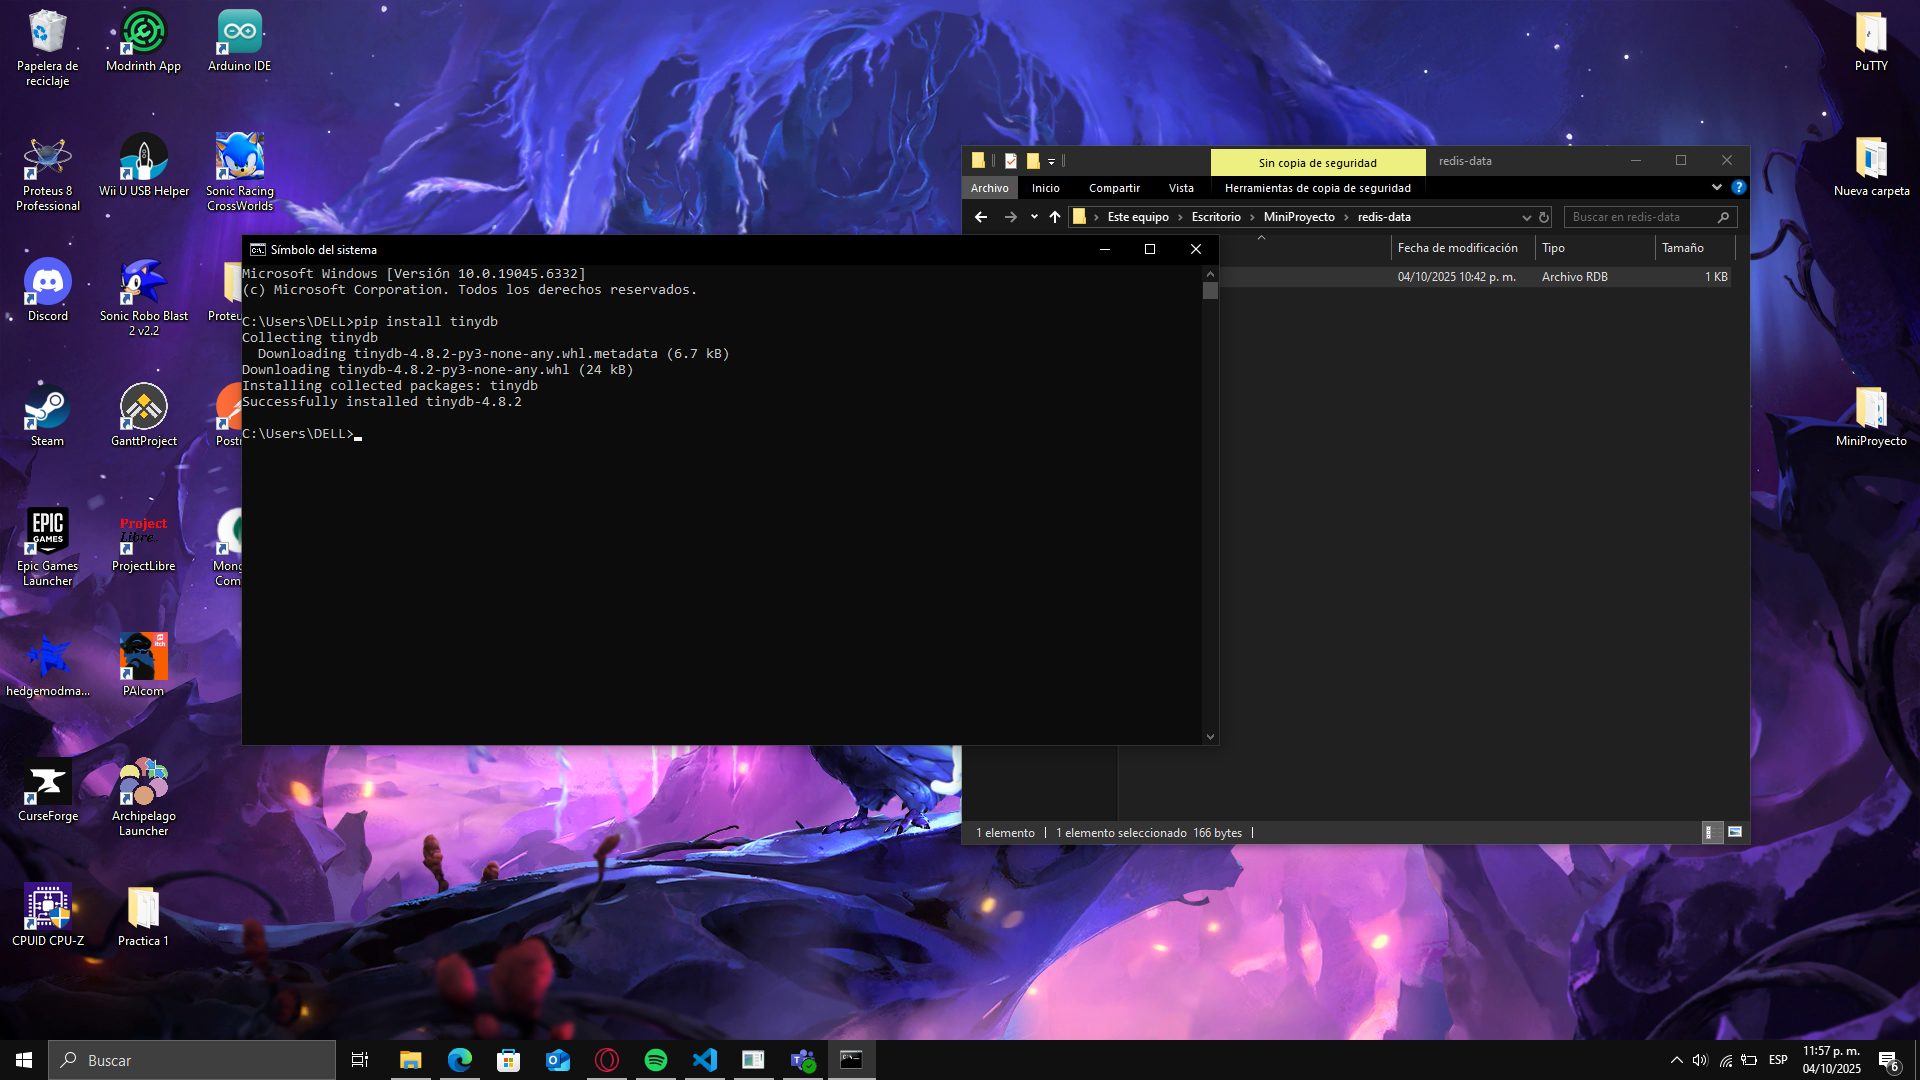 Papelera de
reciclaje
Modrinth App
Arduino IDE
Proteus 8
Professional
Wii U USB Helper
Sonic Racing
CrossWorlds
Discord
Sonic Robo Blast
2 v2.2
Steam
GanttProject
EPIC
GAMES
Epic Games
Launcher
Project
Libre..
ProjectLibre
hedgemodma...
itch
PAIcom
CurseForge
Archipelago
Launcher
CPUID CPU-Z
Practica 1
PuTTY
Nueva carpeta
MiniProyecto
Sin copia de seguridad
redis-data
Archivo
Inicio
Compartir
Vista
Herramientas de copia de seguridad
Este equipo > Escritorio > MiniProyecto > redis-data
Buscar en redis-data
Fecha de modificación
Tipo
Tamaño
04/10/2025 10:42 p. m.
Archivo RDB
1 KB
1 elemento
1 elemento seleccionado 166 bytes
Símbolo del sistema
Microsoft Windows [Versión 10.0.19045.6332]
(c) Microsoft Corporation. Todos los derechos reservados.
C:\Users\DELL>pip install tinydb
Collecting tinydb
Downloading tinydb-4.8.2-py3-none-any.whl.metadata (6.7 kB)
Downloading tinydb-4.8.2-py3-none-any.whl (24 kB)
Installing collected packages: tinydb
Successfully installed tinydb-4.8.2
C:\Users\DELL>
Buscar
ESP
11:57 p. m.
04/10/2025
6